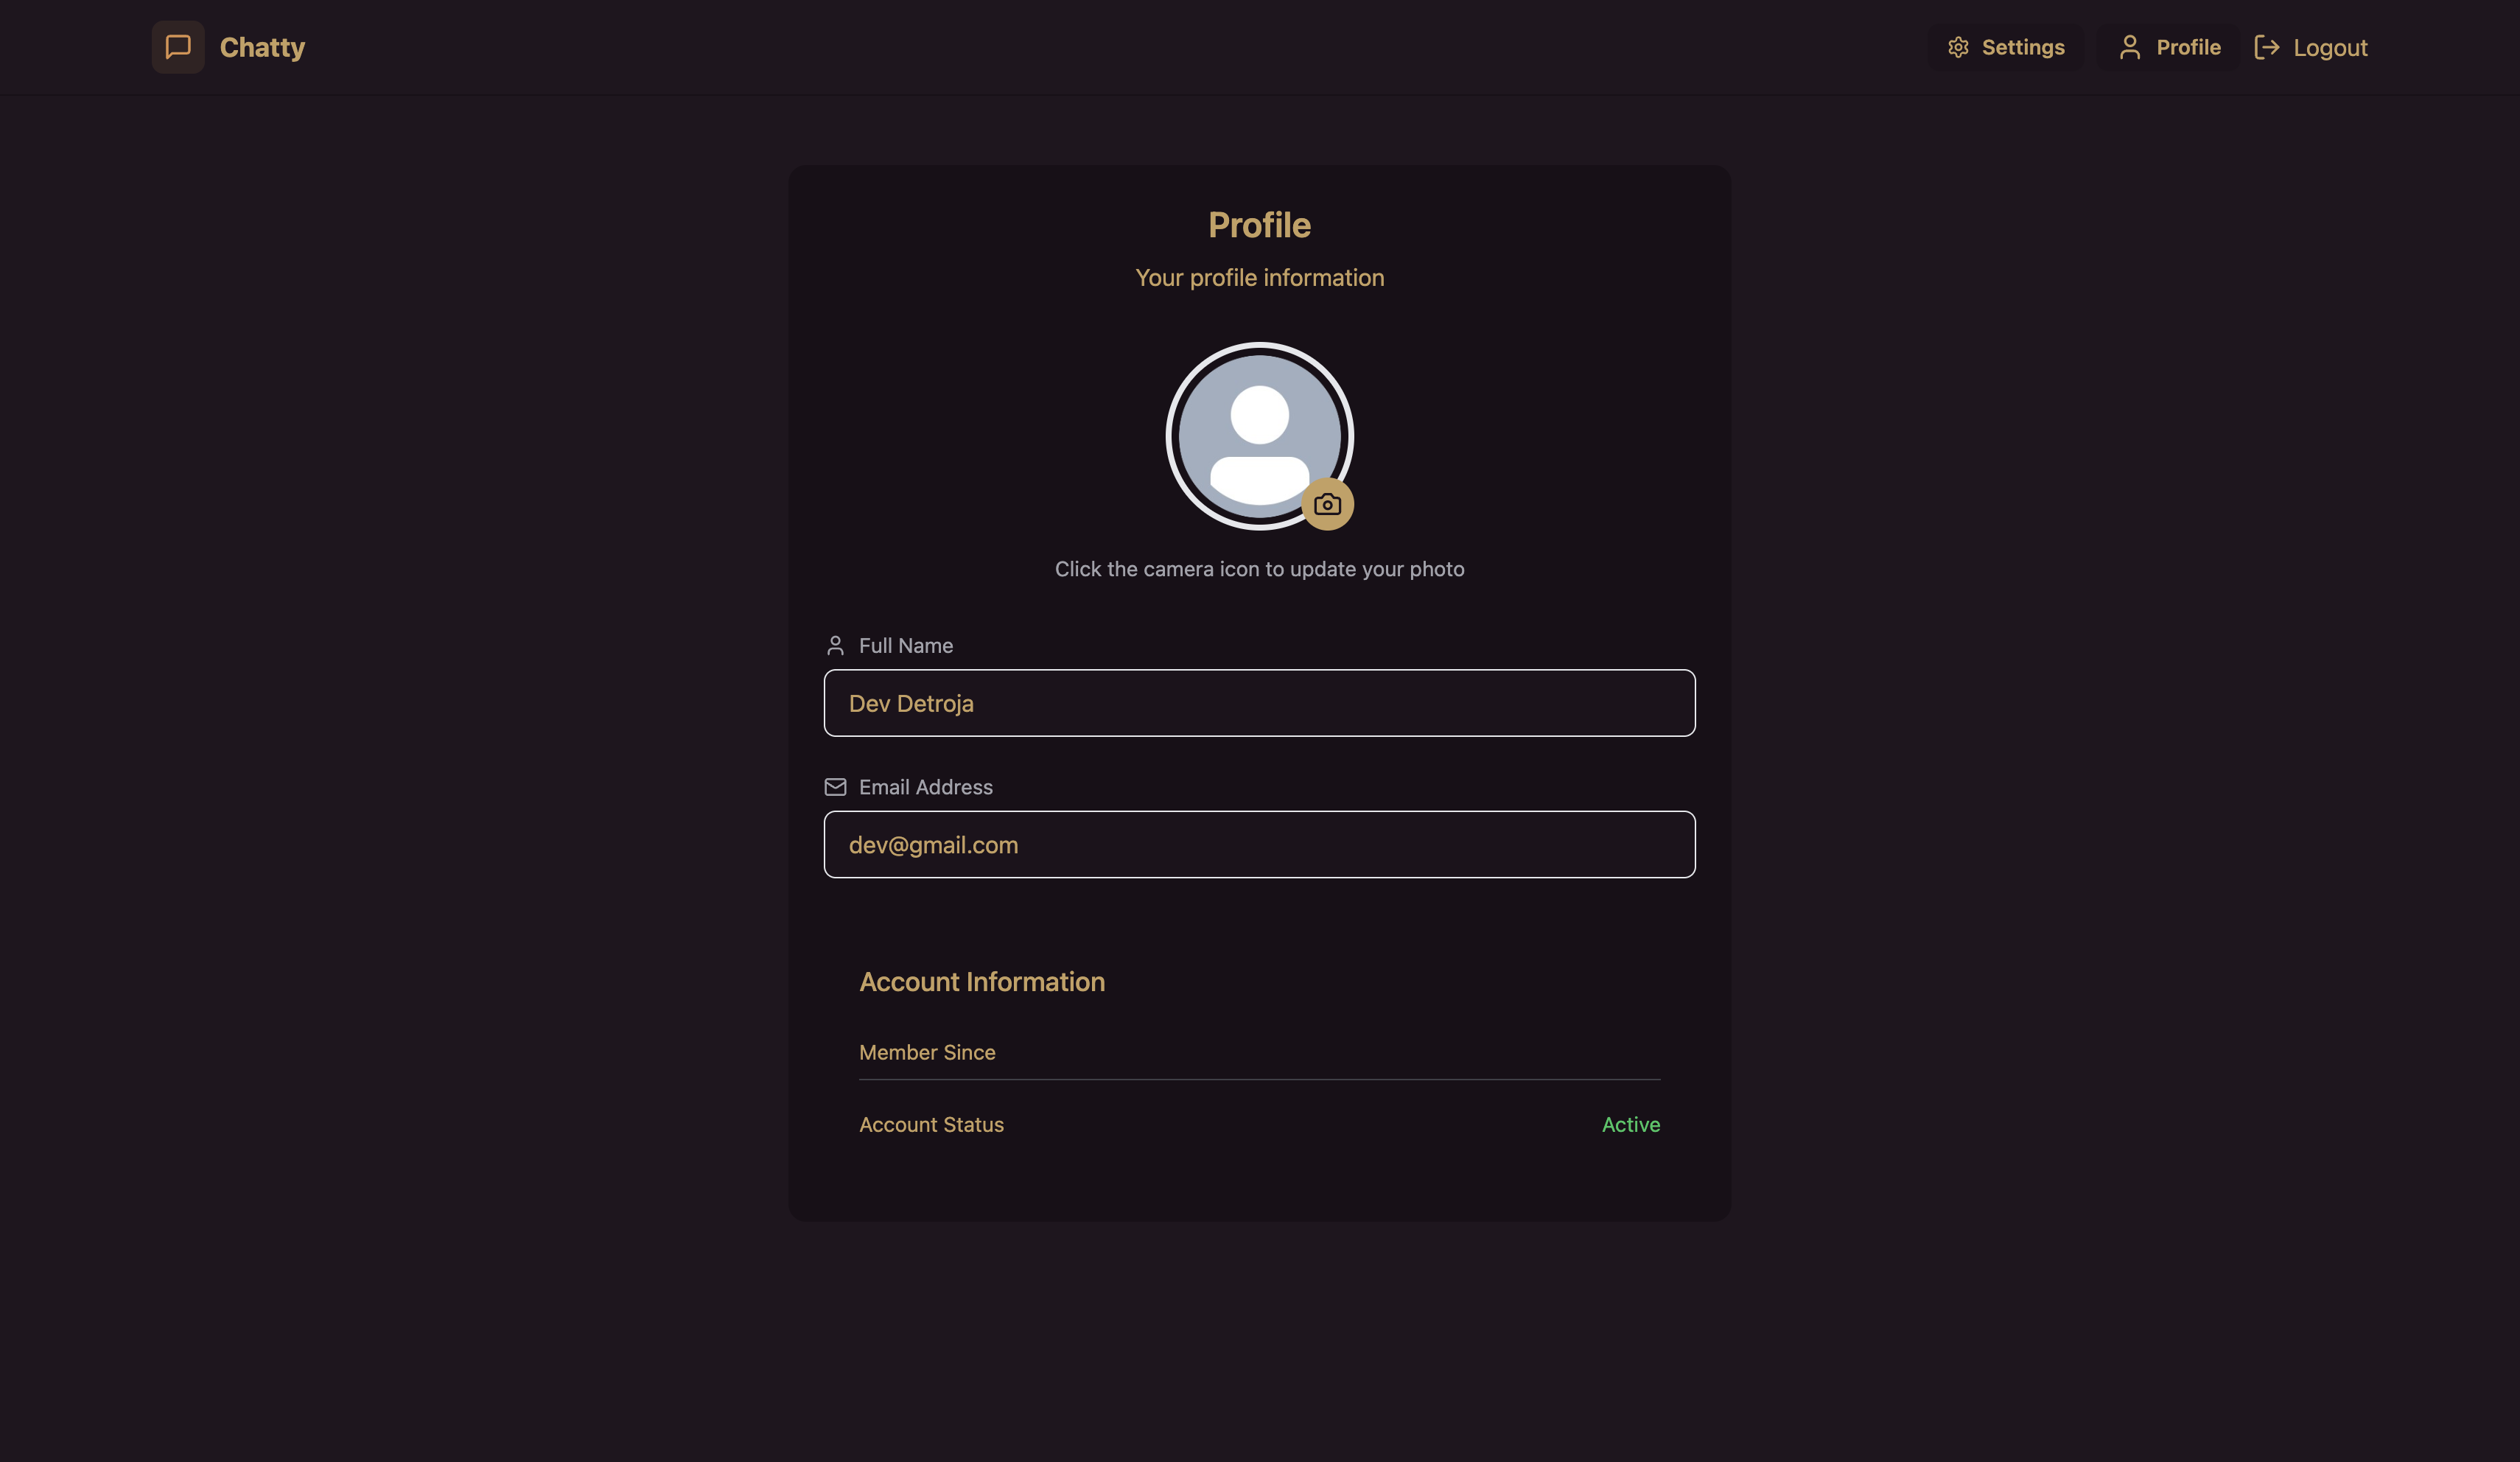 Chatty
Settings
Profile
Logout
Profile
Your profile information
Click the camera icon to update your photo
Full Name
Dev Detroja
Email Address
dev@gmail.com
Account Information
Member Since
Account Status Active